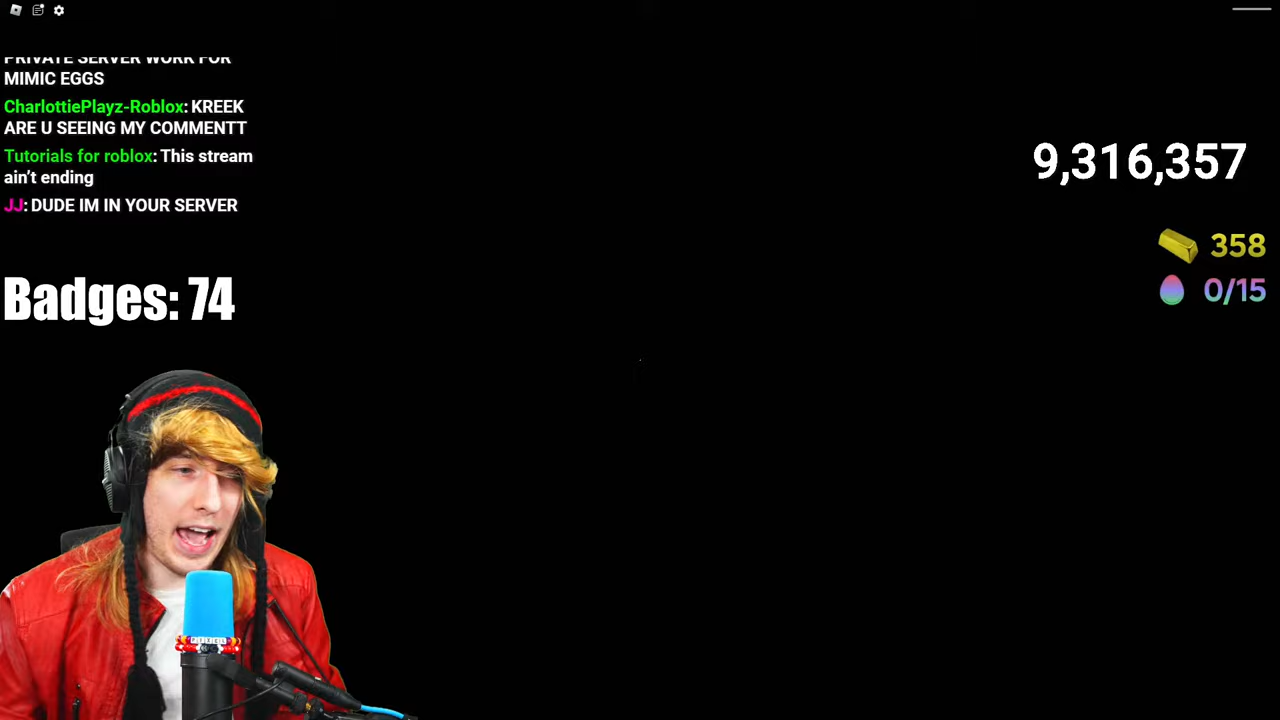 PRIVATE SERVER WORK FOR
MIMIC EGGS
CharlottiePlayz-Roblox: KREEK
ARE U SEEING MY COMMENTT
Tutorials for roblox: This stream
ain’t ending
JJ: DUDE IM IN YOUR SERVER
9,316,357
358
0/15
Badges: 74